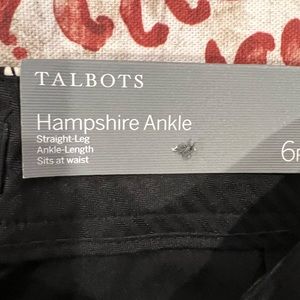 TALBOTS
Hampshire Ankle
Straight-Leg
Ankle-Length
Sits at waist